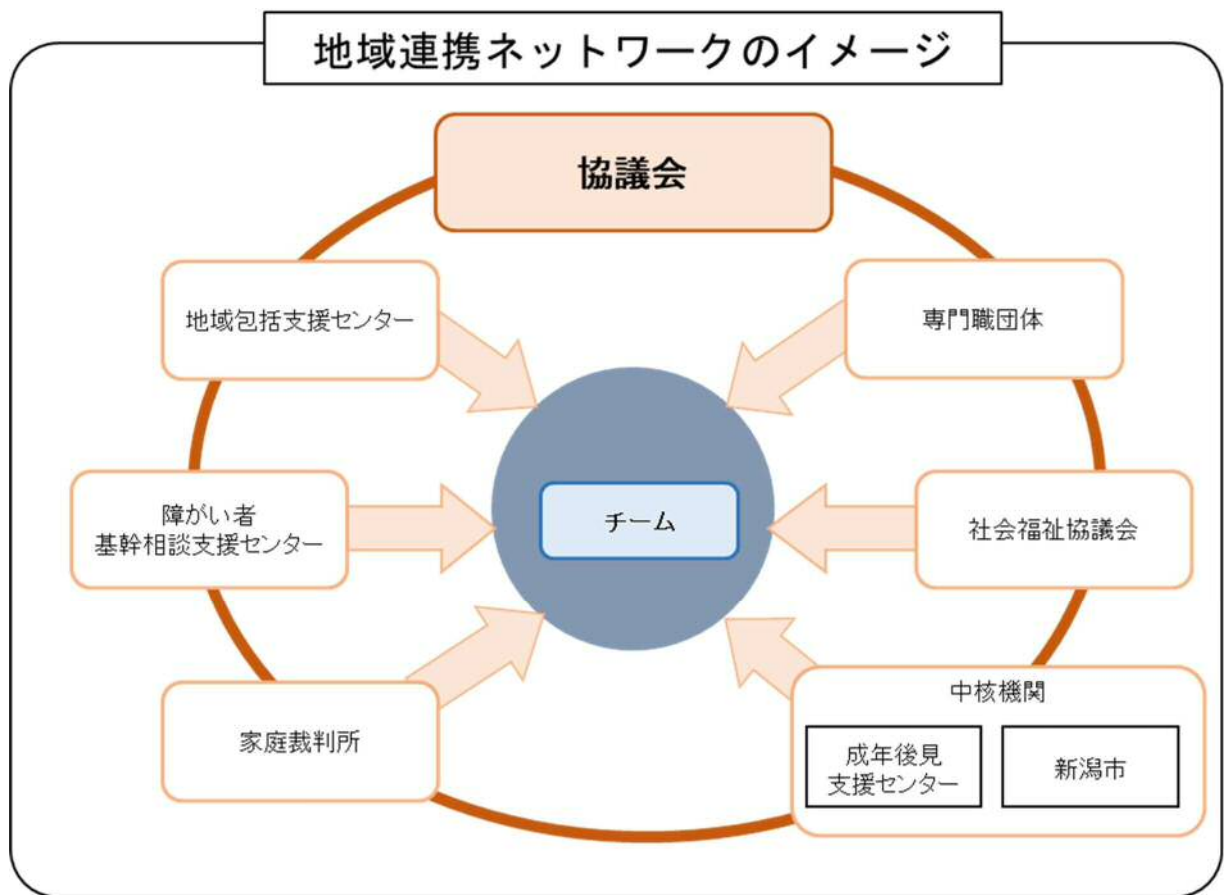 地域連携ネットワークのイメージ
協議会
地域包括支援センター
専門職団体
チーム
障がい者
基幹相談支援センター
社会福祉協議会
家庭裁判所
中核機関
成年後見
支援センター
新潟市